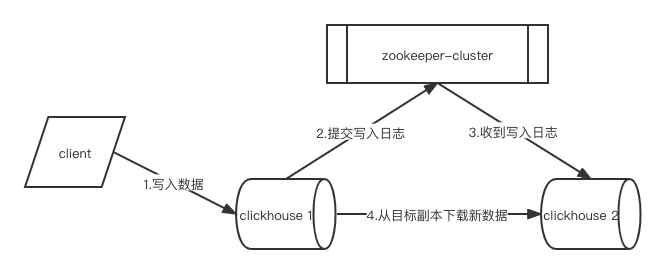 zookeeper-cluster
2.提交写入日志
3.收到写入日志
client
1.写入数据
clickhouse 1
4.从目标副本下载新数据
clickhouse 2